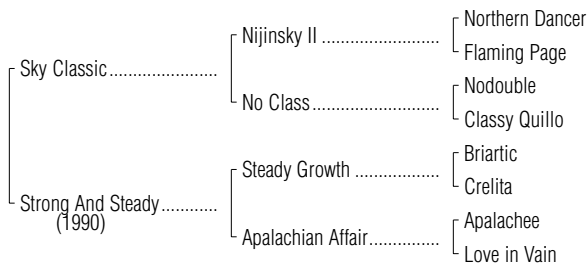 Northern Dancer
Nijinsky II
Flaming Page
Sky Classic
Nodouble
No Class
Classy Quillo
Briartic
Steady Growth
Crelita
Strong And Steady
(1990)
Apalachee
Apalachian Affair
Love in Vain